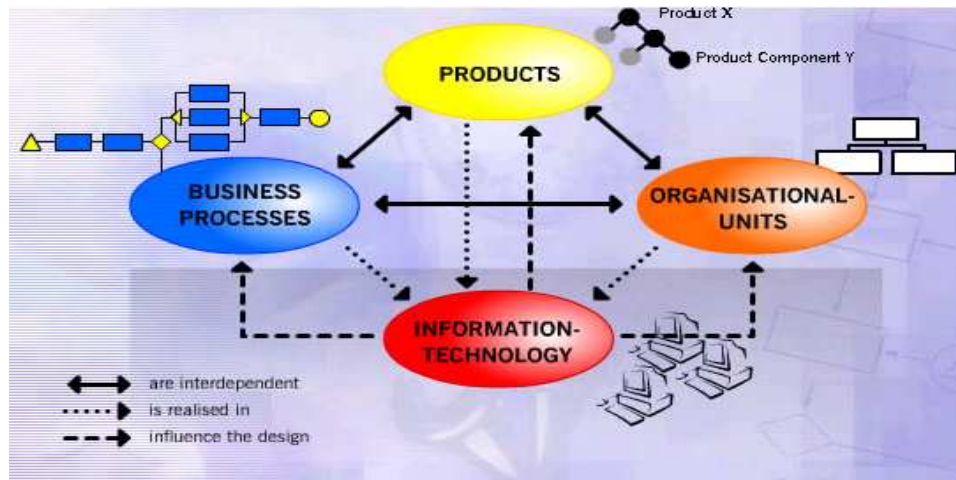 Product X
Product Component Y
PRODUCTS
BUSINESS
PROCESSES
ORGANISATIONAL-
UNITS
INFORMATION-
TECHNOLOGY
are interdependent
is realised in
influence the design